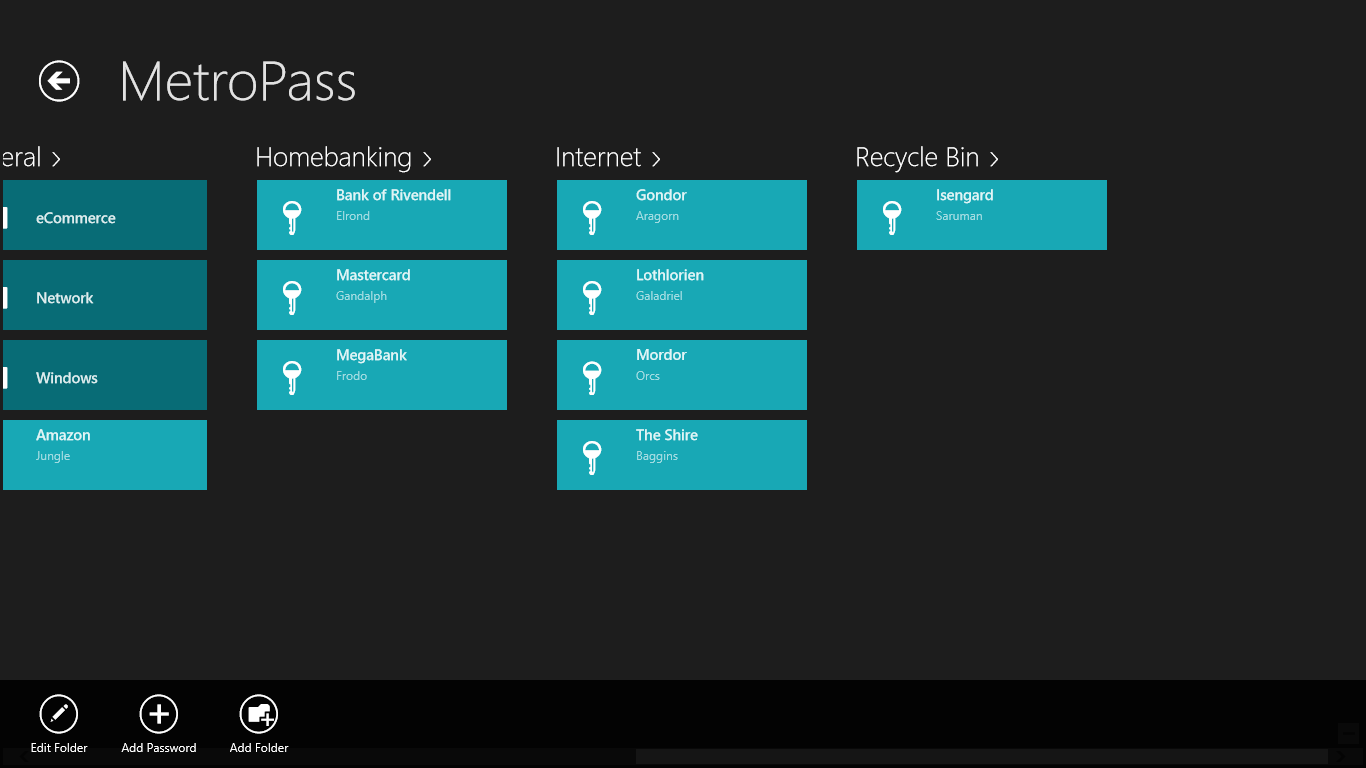 MetroPass
eral
eCommerce
Network
Windows
Amazon
Jungle
Homebanking
Bank of Rivendell
Elrond
Mastercard
Gandalph
MegaBank
Frodo
Internet
Gondor
Aragorn
Lothlorien
Galadriel
Mordor
Orcs
The Shire
Baggins
Recycle Bin
Isengard
Saruman
Edit Folder
Add Password
Add Folder